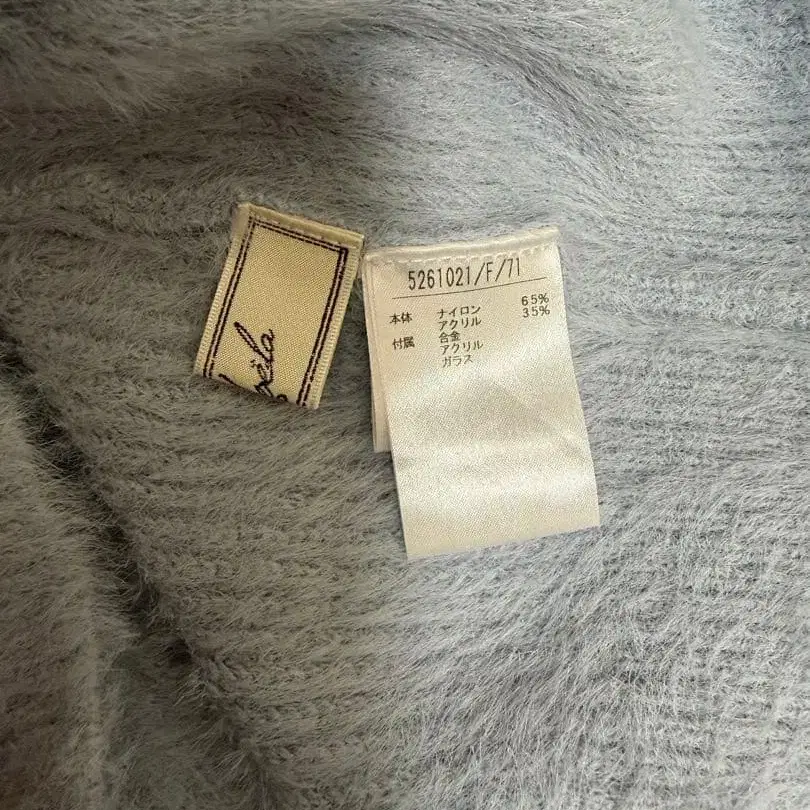 5261021/F/71
本体 ナイロン 65%
アクリル 35%
付属 合金
アクリル
ガラス